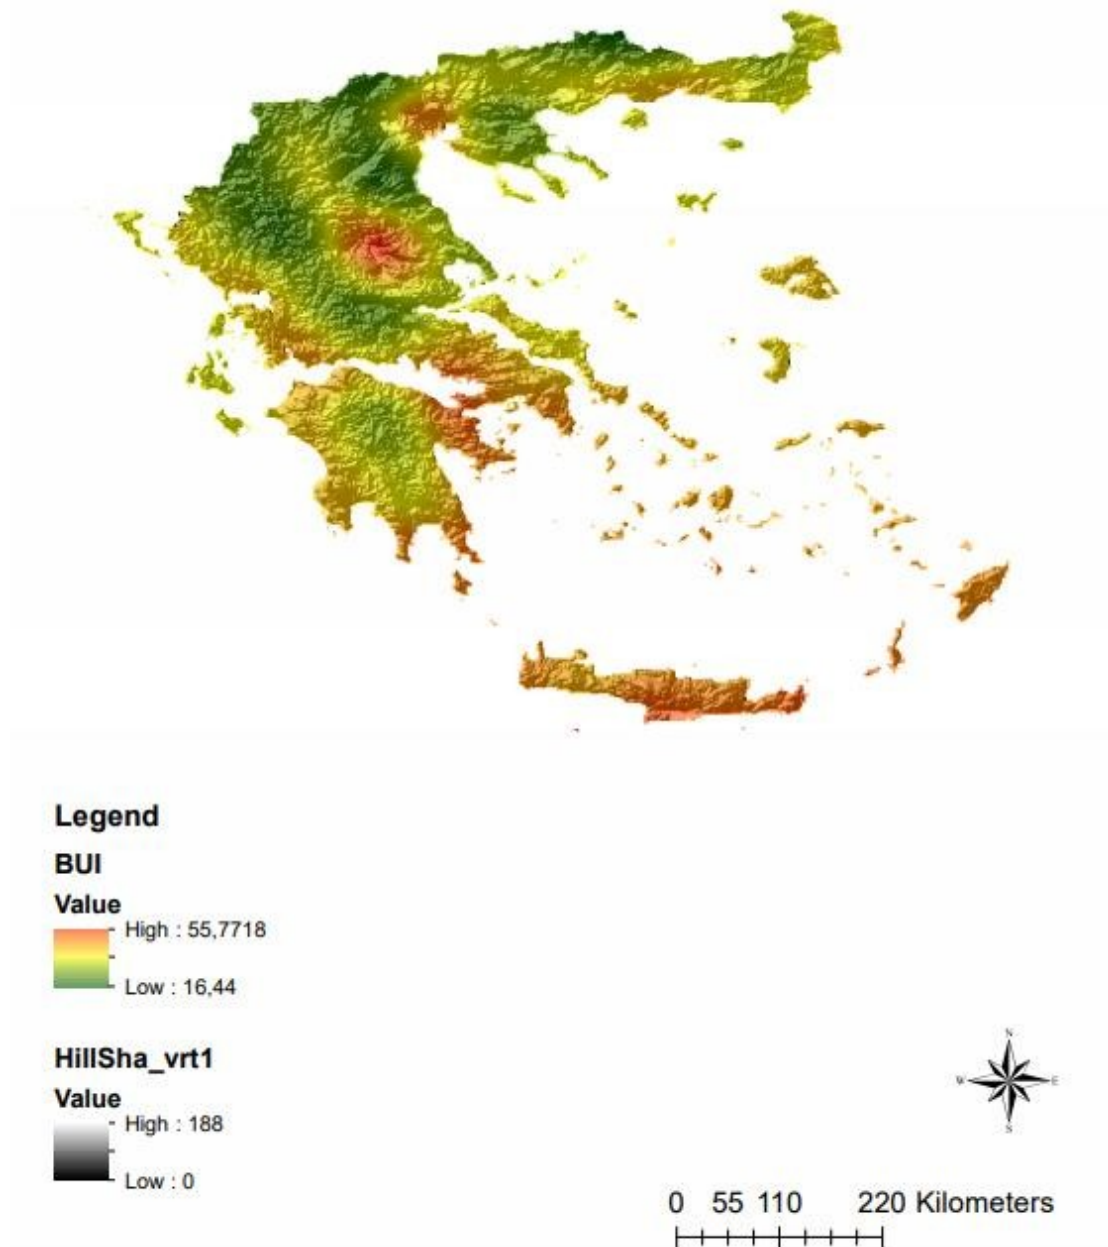 Legend
BUI
Value
High : 55,7718
Low : 16,44
HillSha_vrt1
Value
High : 188
Low : 0
N
W E
S
0 55 110 220 Kilometers